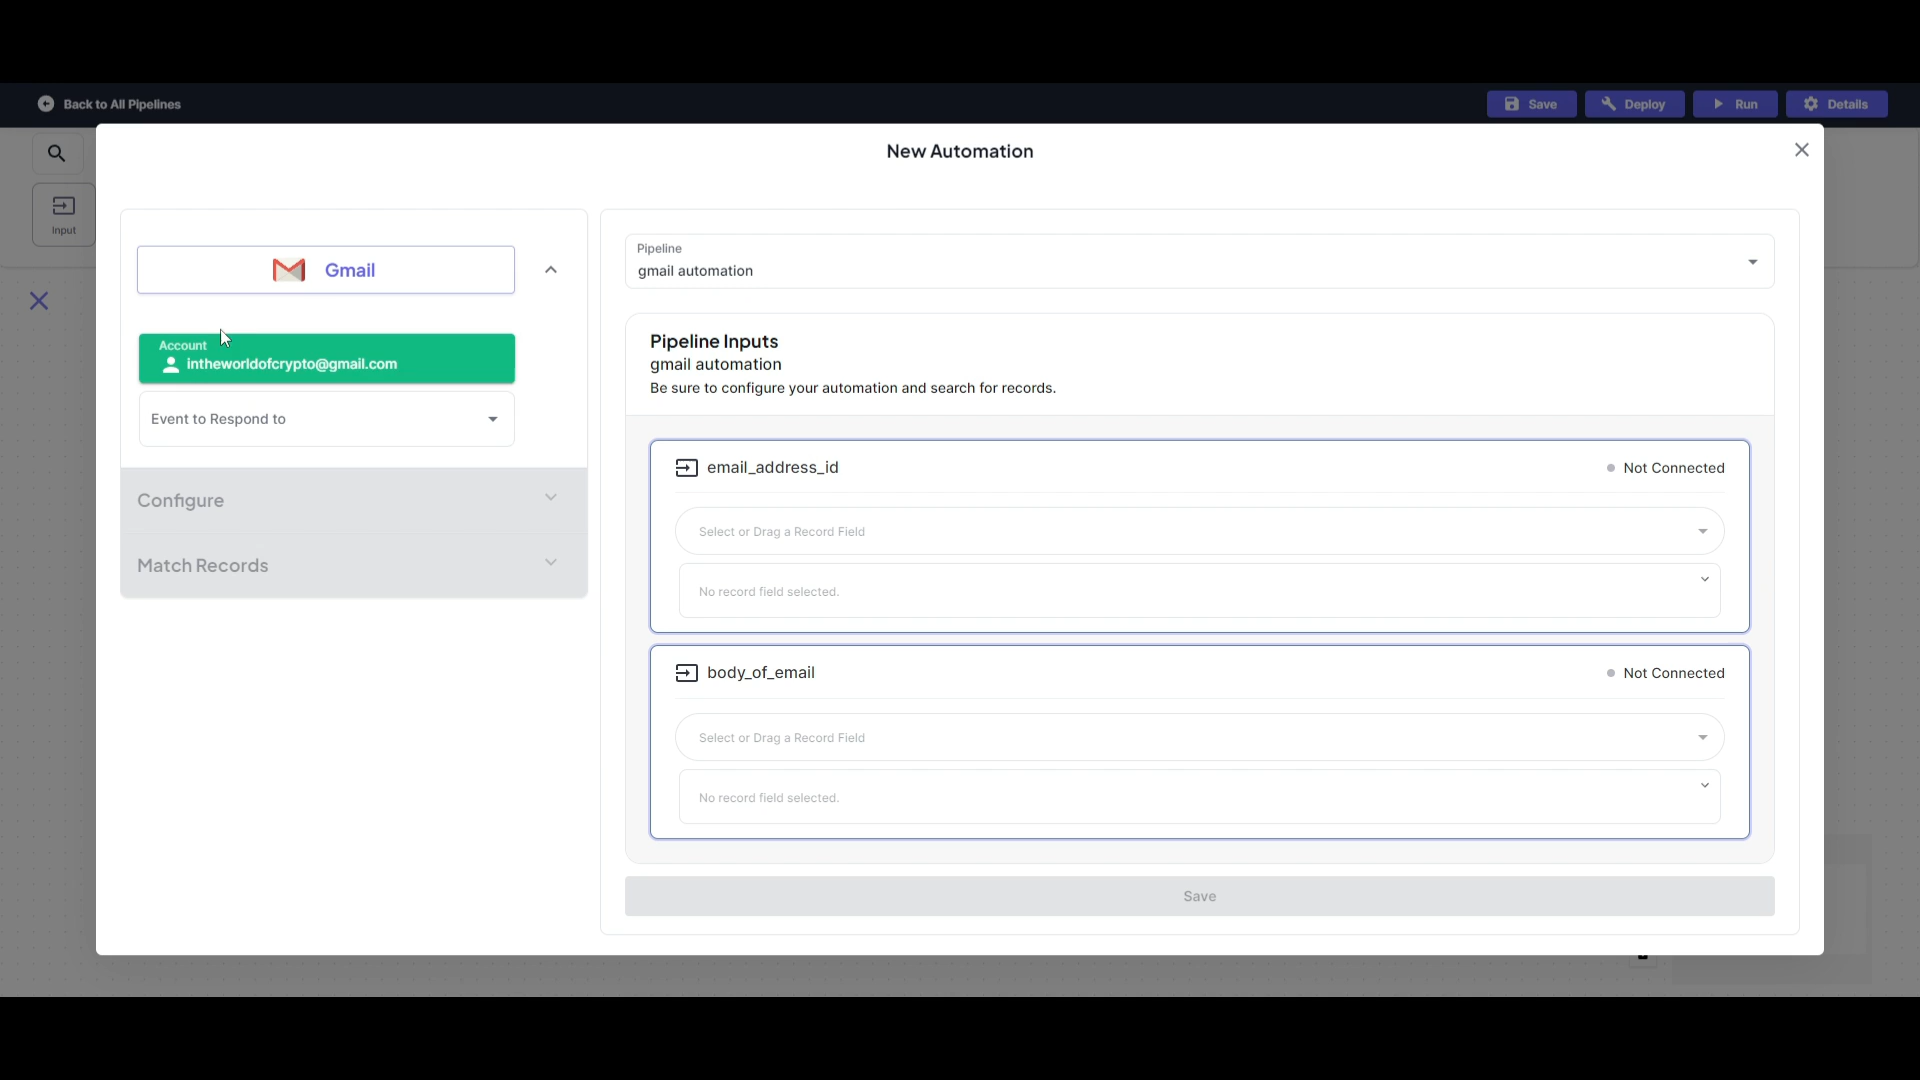 Back to All Pipelines
Save
Deploy
Run
Details
New Automation
Input
Gmail
Account
intheworldofcrypto@gmail.com
Event to Respond to
Configure
Match Records
Pipeline
gmail automation
Pipeline Inputs
gmail automation
Be sure to configure your automation and search for records.
email_address_id
Not Connected
Select or Drag a Record Field
No record field selected.
body_of_email
Not Connected
Select or Drag a Record Field
No record field selected.
Save